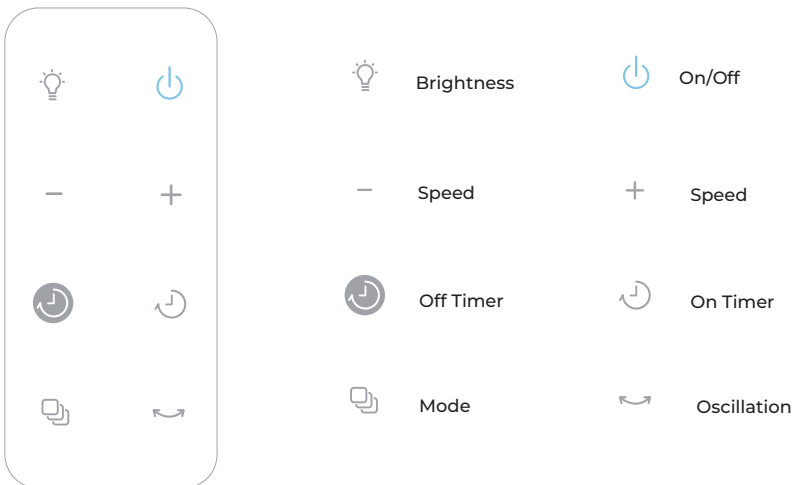 Brightness
On/Off
Speed
Speed
Off Timer
On Timer
Mode
Oscillation